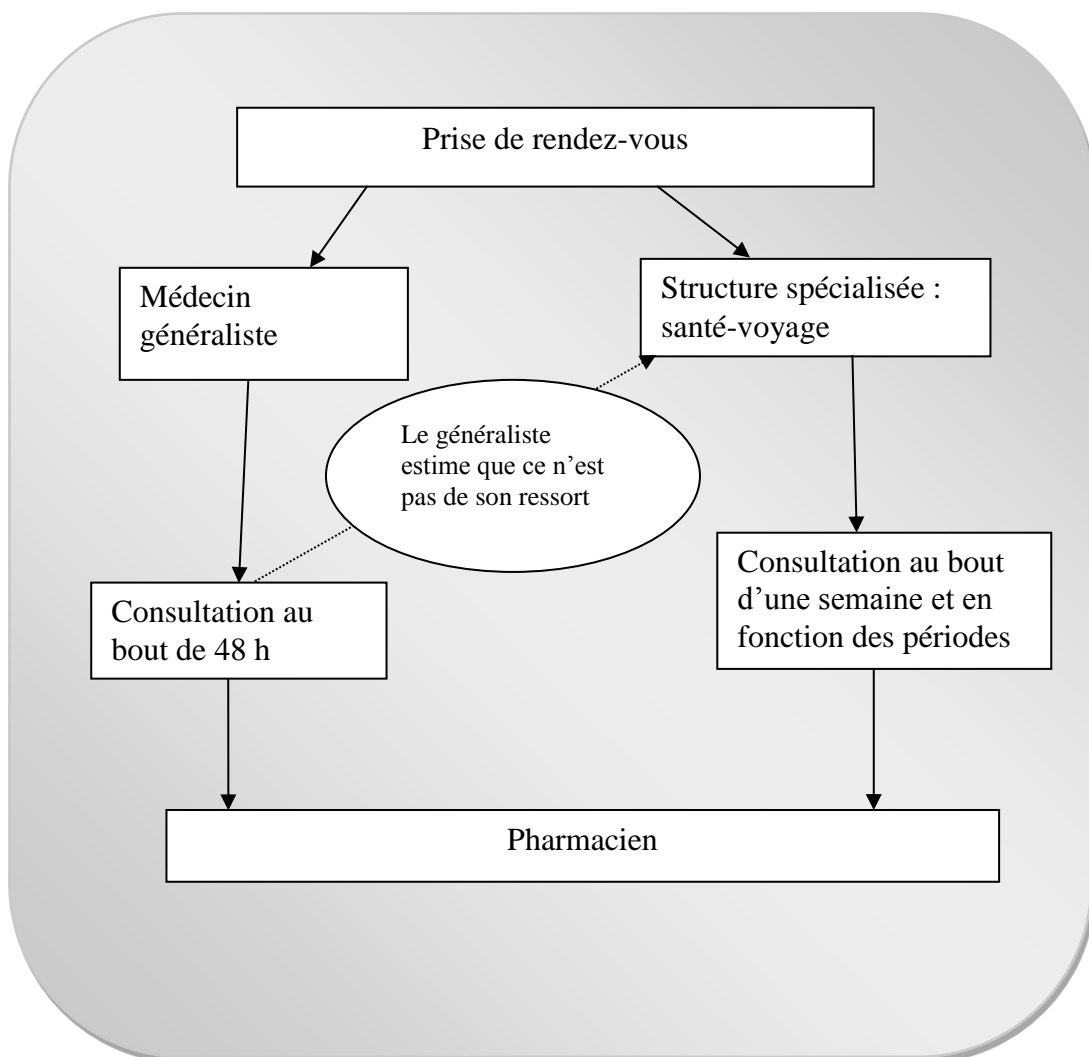 Prise de rendez-vous
Médecin
généraliste
Structure spécialisée :
santé-voyage
Le généraliste
estime que ce n’est
pas de son ressort
Consultation au
bout de 48 h
Consultation au bout
d’une semaine et en
fonction des périodes
Pharmacien